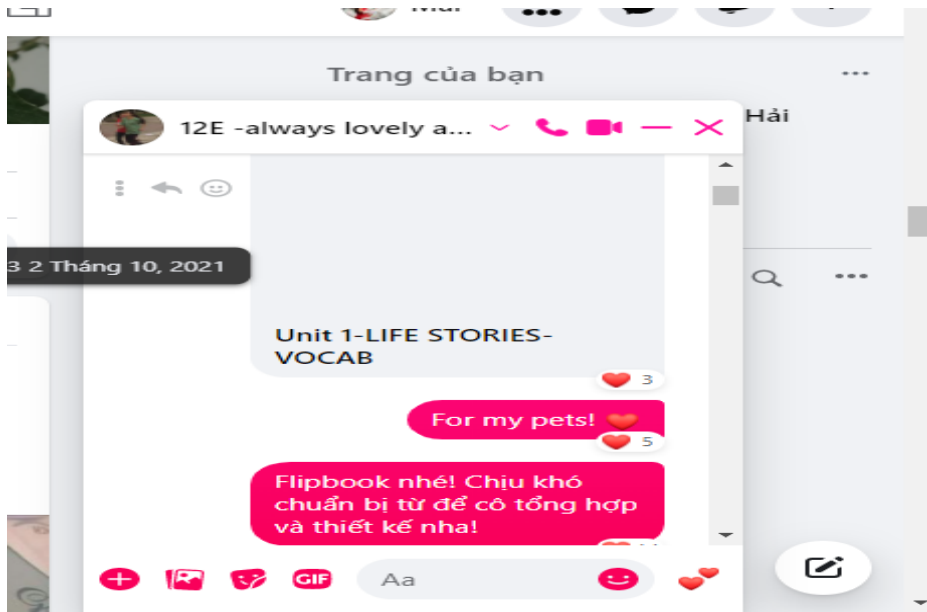 Trang của bạn
12E -always lovely a...
Hải
3 2 Tháng 10, 2021
Unit 1-LIFE STORIES-
VOCAB
3
For my pets! ❤️
5
Flipbook nhé! Chịu khó
chuẩn bị từ để cô tổng hợp
và thiết kế nha!
GIF
Aa